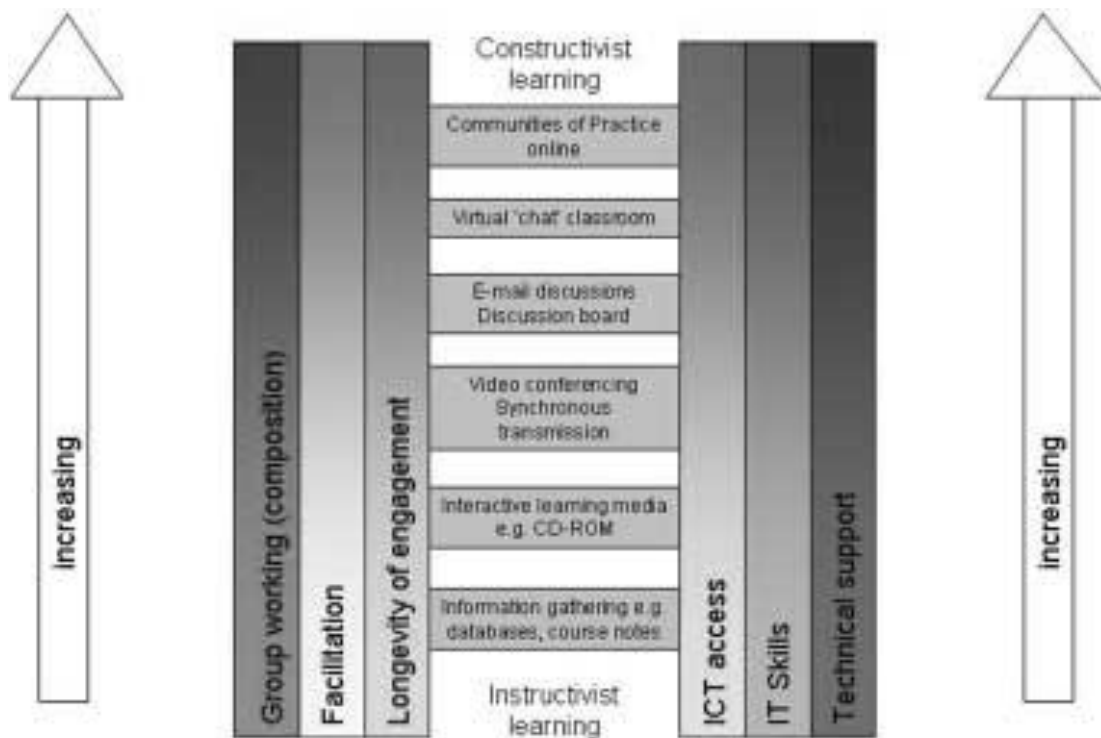 increasing
Group working (composition)
Facilitation
Longevity of engagement
Constructivist
learning
Communities of Practice
online
Virtual 'chat' classroom
E-mail discussions
Discussion board
Video conferencing
Synchronous
transmission
Interactive learning media
e.g. CD-ROM
Information gathering e.g.
databases, course notes
Instructivist
learning
ICT access
IT Skills
Technical support
increasing